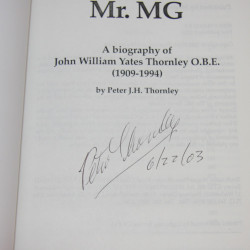 Mr. MG
A biography of
John William Yates Thornley O.B.E.
(1909-1994)
by Peter J.H. Thornley
Peter Thornley
6/22/03